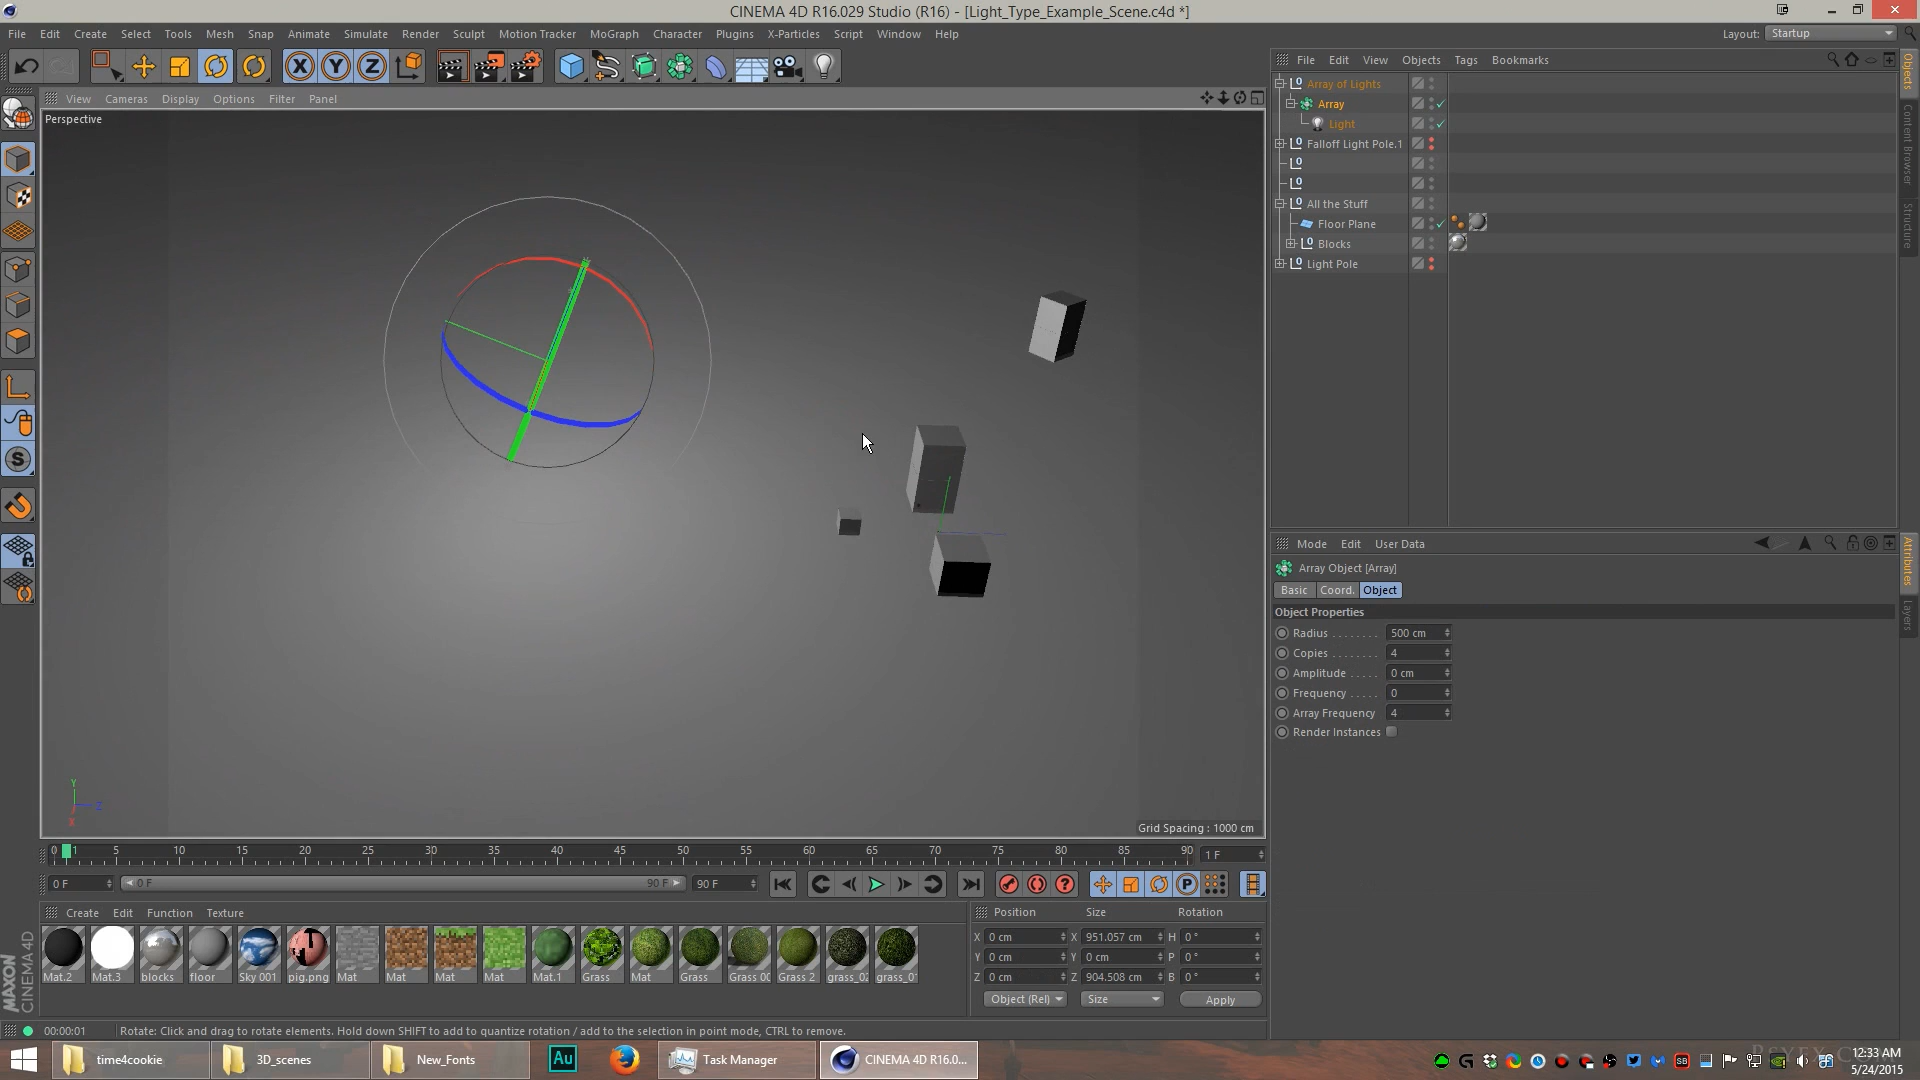 CINEMA 4D R16.029 Studio (R16) - [Light_Type_Example_Scene.c4d *]
File Edit Create Select Tools Mesh Snap Animate Simulate Render Sculpt Motion Tracker MoGraph Character Plugins X-Particles Script Window Help
Layout: Startup
X Y Z
File Edit View Objects Tags Bookmarks
View Cameras Display Options Filter Panel
Perspective
Array of Lights
Array
Light
Falloff Light Pole.1
All the Stuff
Floor Plane
Blocks
Light Pole
Objects
Content Browser
Structure
Mode Edit User Data
Array Object [Array]
Basic Coord. Object
Object Properties
Radius . . . . . . . . 500 cm
Copies . . . . . . . . 4
Amplitude . . . . . 0 cm
Frequency . . . . . 0
Array Frequency 4
Render Instances
Attributes
Layers
Y
Z
X
Grid Spacing : 1000 cm
0 1 5 10 15 20 25 30 35 40 45 50 55 60 65 70 75 80 85 90
1 F
0 F 0 F 90 F 90 F
Create Edit Function Texture
Mat.2 Mat.3 blocks floor Sky 001 pig.png Mat Mat Mat Mat Mat.1 Grass Mat Grass Grass 00 Grass 2 grass_02 grass_01
Position Size Rotation
X 0 cm X 951.057 cm H 0 °
Y 0 cm Y 0 cm P 0 °
Z 0 cm Z 904.508 cm B 0 °
Object (Rel) Size Apply
MAXON
CINEMA 4D
00:00:01 Rotate: Click and drag to rotate elements. Hold down SHIFT to add to quantize rotation / add to the selection in point mode, CTRL to remove.
time4cookie 3D_scenes New_Fonts Au Task Manager CINEMA 4D R16.0...
12:33 AM
5/24/2015